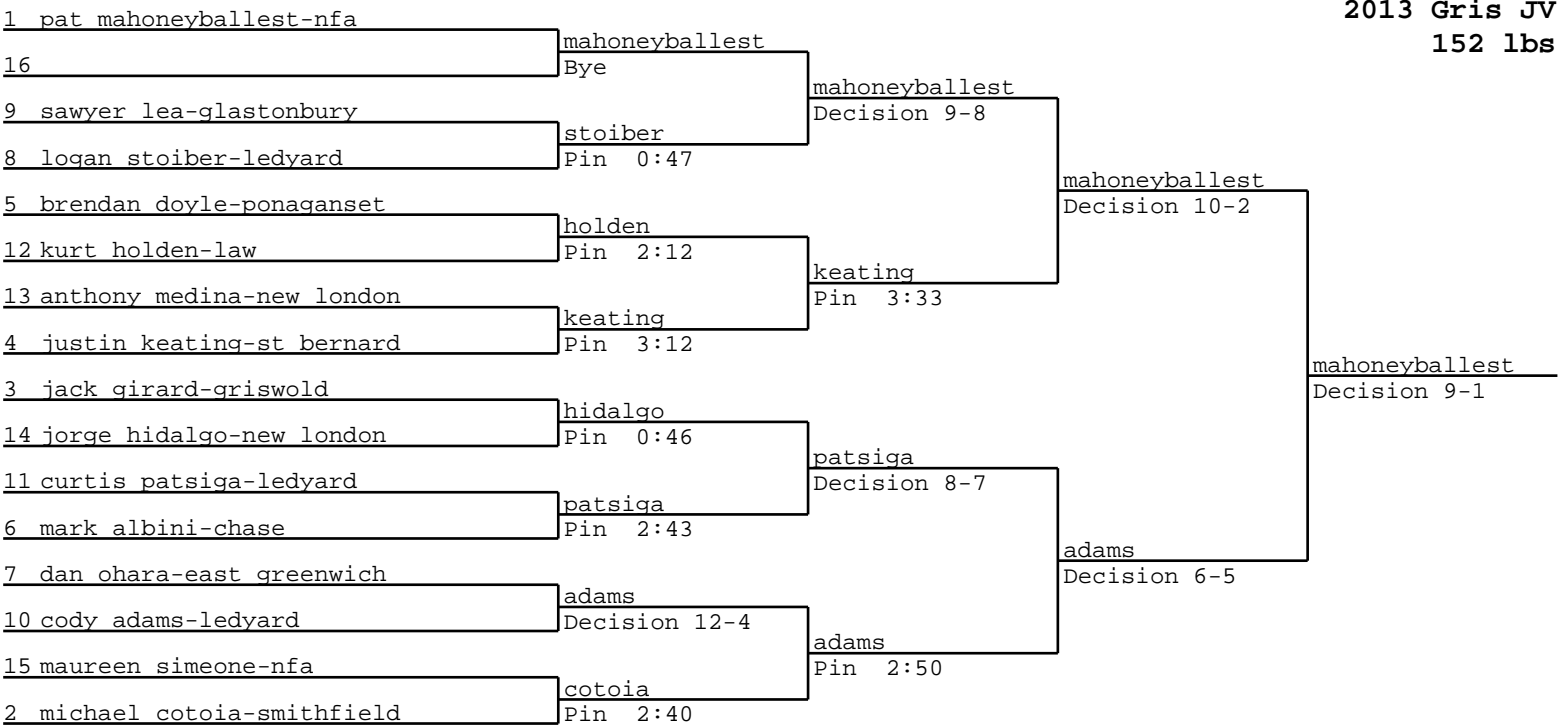 2013 Gris JV
152 lbs
1 pat mahoneyballest-nfa
16
9 sawyer lea-glastonbury
8 logan stoiber-ledyard
5 brendan doyle-ponaganset
12 kurt holden-law
13 anthony medina-new london
4 justin keating-st bernard
3 jack girard-griswold
14 jorge hidalgo-new london
11 curtis patsiga-ledyard
6 mark albini-chase
7 dan ohara-east greenwich
10 cody adams-ledyard
15 maureen simeone-nfa
2 michael cotoia-smithfield
mahoneyballest
Bye
stoiber
Pin 0:47
holden
Pin 2:12
keating
Pin 3:12
hidalgo
Pin 0:46
patsiga
Pin 2:43
adams
Decision 12-4
cotoia
Pin 2:40
mahoneyballest
Decision 9-8
keating
Pin 3:33
patsiga
Decision 8-7
adams
Pin 2:50
mahoneyballest
Decision 10-2
adams
Decision 6-5
mahoneyballest
Decision 9-1